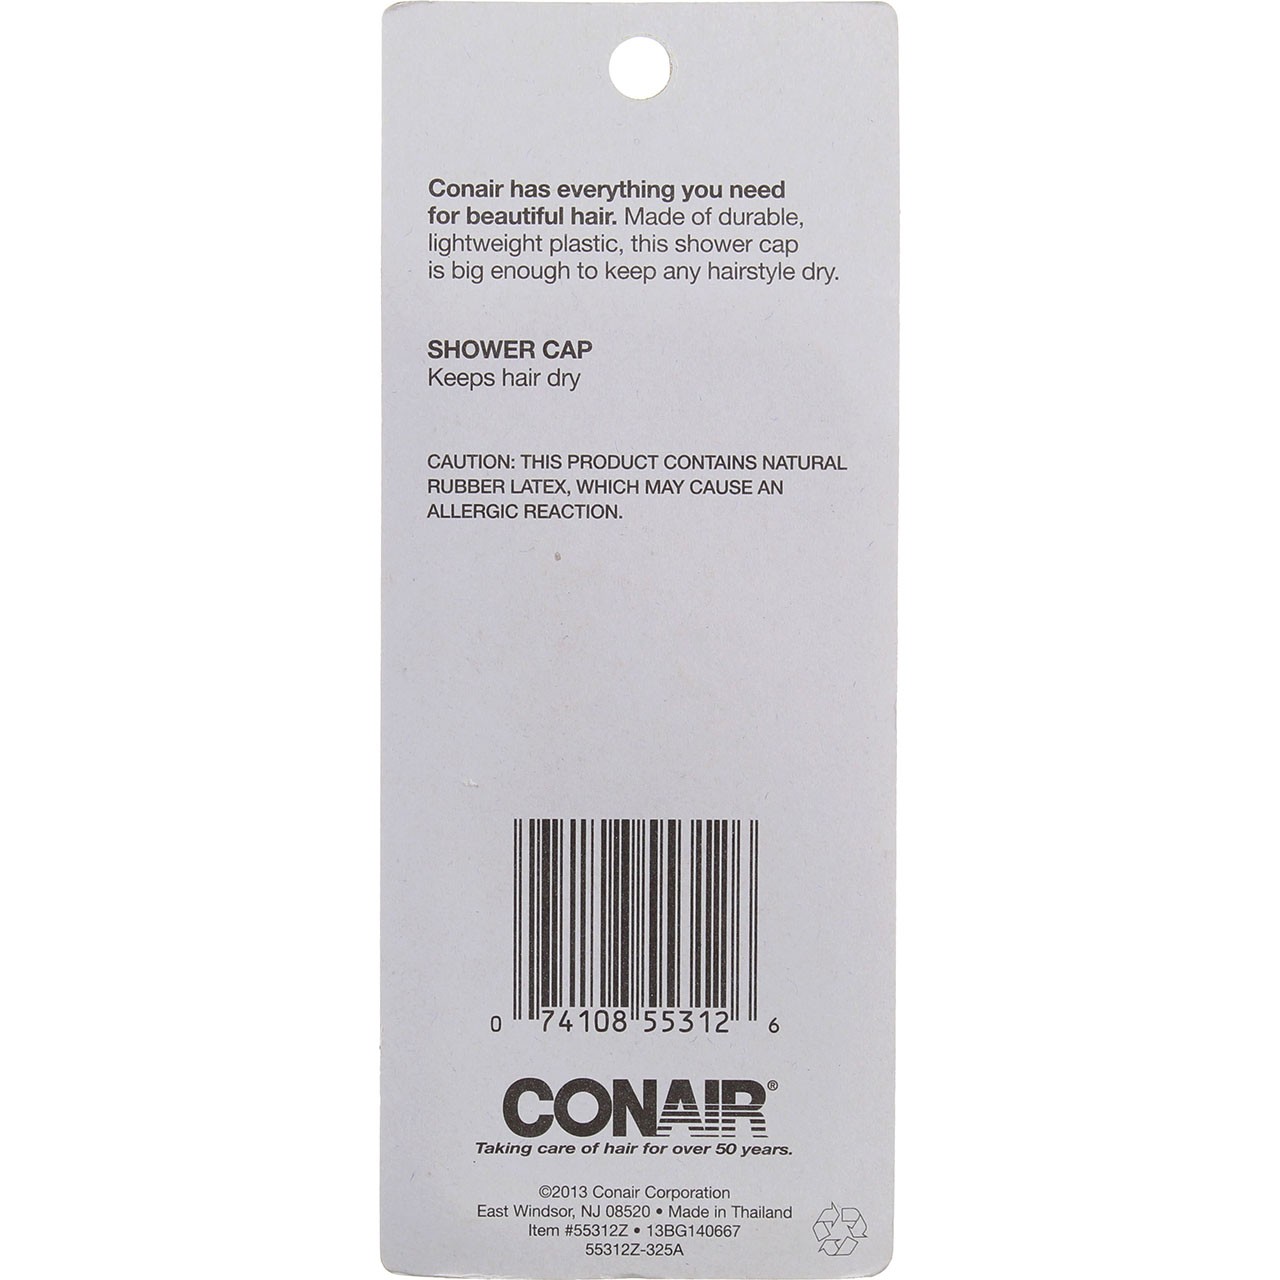 Conair has everything you need
for beautiful hair. Made of durable,
lightweight plastic, this shower cap
is big enough to keep any hairstyle dry.
SHOWER CAP
Keeps hair dry
CAUTION: THIS PRODUCT CONTAINS NATURAL
RUBBER LATEX, WHICH MAY CAUSE AN
ALLERGIC REACTION.
0 74108 55312 6
CONAIR®
Taking care of hair for over 50 years.
©2013 Conair Corporation
East Windsor, NJ 08520 • Made in Thailand
Item #55312Z • 13BG140667
55312Z-325A